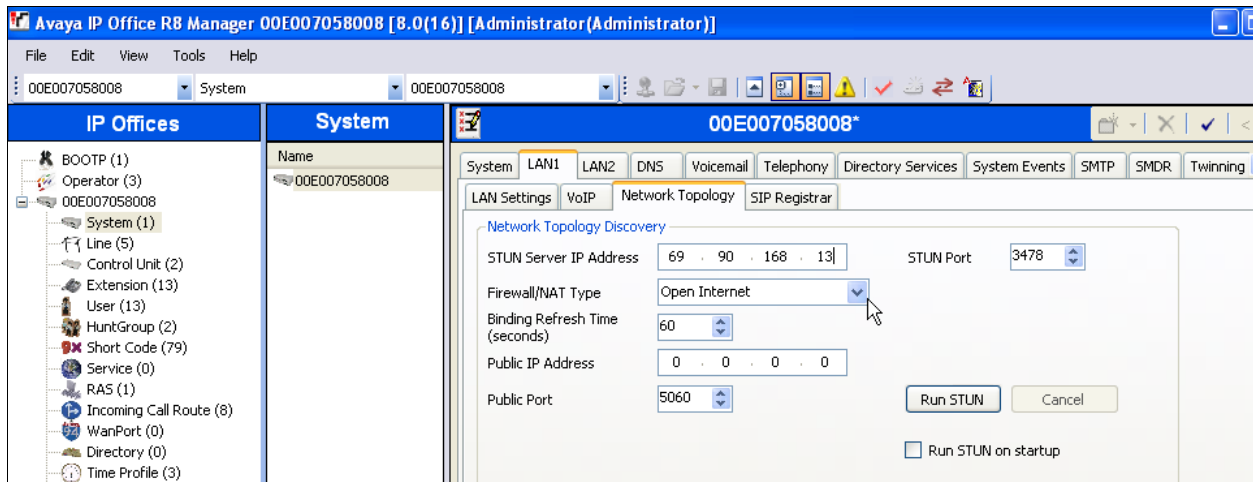 Avaya IP Office R8 Manager 00E007058008 [8.0(16)] [Administrator(Administrator)]
File Edit View Tools Help
00E007058008 System 00E007058008
IP Offices
BOOTP (1)
Operator (3)
00E007058008
System (1)
Line (5)
Control Unit (2)
Extension (13)
User (13)
HuntGroup (2)
Short Code (79)
Service (0)
RAS (1)
Incoming Call Route (8)
WanPort (0)
Directory (0)
Time Profile (3)
System
Name
00E007058008
00E007058008*
System LAN1 LAN2 DNS Voicemail Telephony Directory Services System Events SMTP SMDR Twinning
LAN Settings VoIP Network Topology SIP Registrar
Network Topology Discovery
STUN Server IP Address 69 . 90 . 168 . 13 STUN Port 3478
Firewall/NAT Type Open Internet
Binding Refresh Time
(seconds) 60
Public IP Address 0 . 0 . 0 . 0
Public Port 5060 Run STUN Cancel
Run STUN on startup